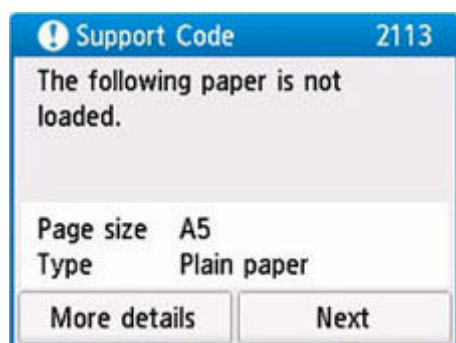 Support Code 2113
The following paper is not
loaded.
Page size A5
Type Plain paper
More details Next